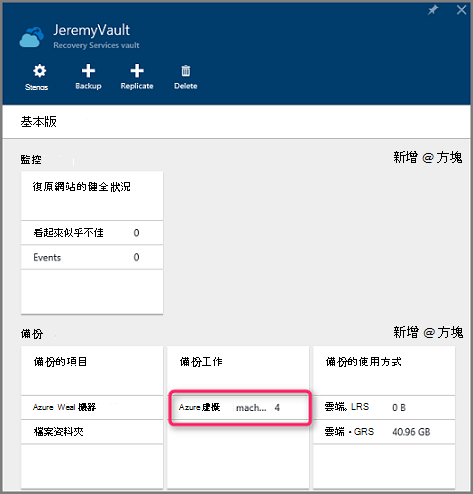 JeremyVault
Recovery Services vault
Stenos Backup Replicate Delete
基本版
監控 新增 @ 方塊
復原網站的健全狀況
看起來似乎不佳 0
Events 0
備份 新增 @ 方塊
備份的項目 備份工作 備份的使用方式
Azure Weal 機器 Azure 虛擬 mach... 4 雲端, LRS 0 B
檔案資料夾 雲端・GRS 40.96 GB